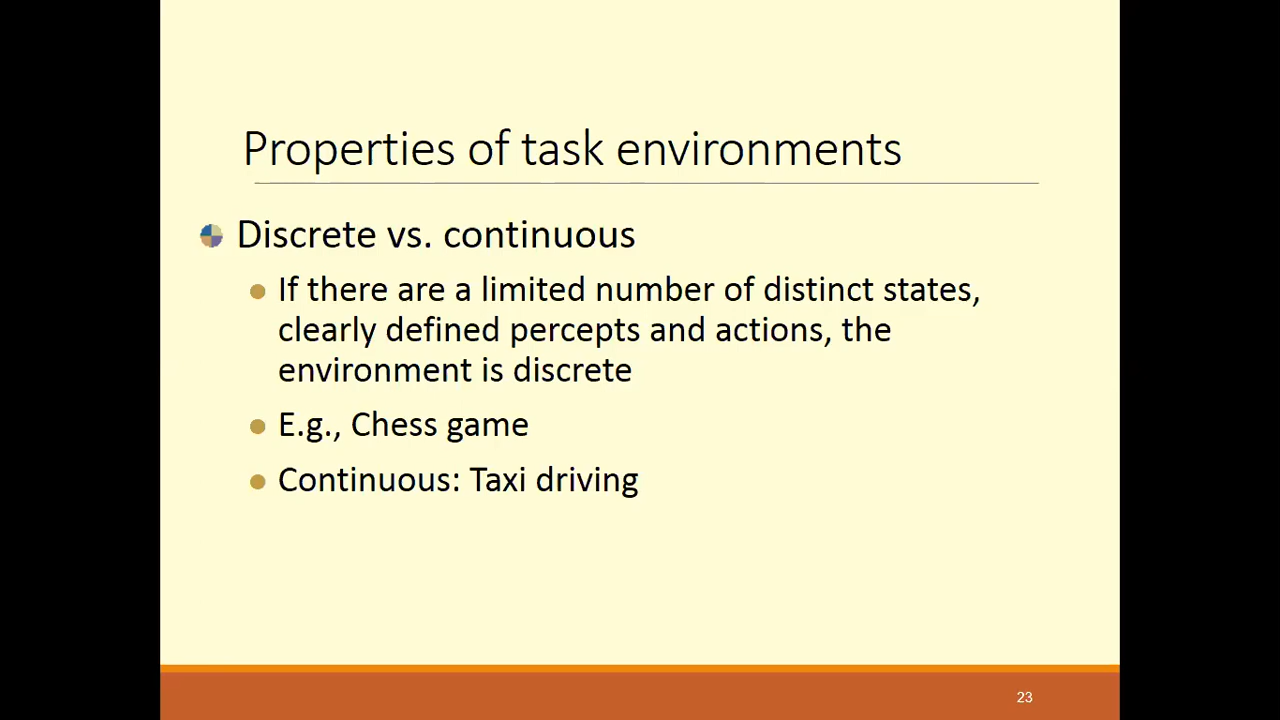 Properties of task environments
Discrete vs. continuous
If there are a limited number of distinct states,
clearly defined percepts and actions, the
environment is discrete
E.g., Chess game
Continuous: Taxi driving
23